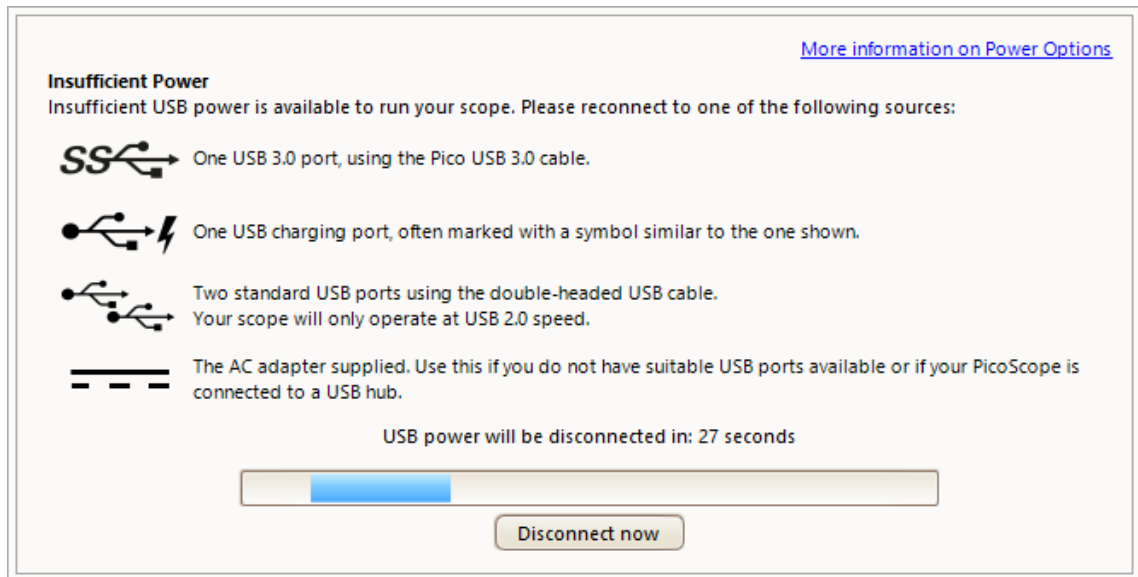 More information on Power Options
Insufficient Power
Insufficient USB power is available to run your scope. Please reconnect to one of the following sources:
One USB 3.0 port, using the Pico USB 3.0 cable.
One USB charging port, often marked with a symbol similar to the one shown.
Two standard USB ports using the double-headed USB cable.
Your scope will only operate at USB 2.0 speed.
The AC adapter supplied. Use this if you do not have suitable USB ports available or if your PicoScope is
connected to a USB hub.
USB power will be disconnected in: 27 seconds
Disconnect now